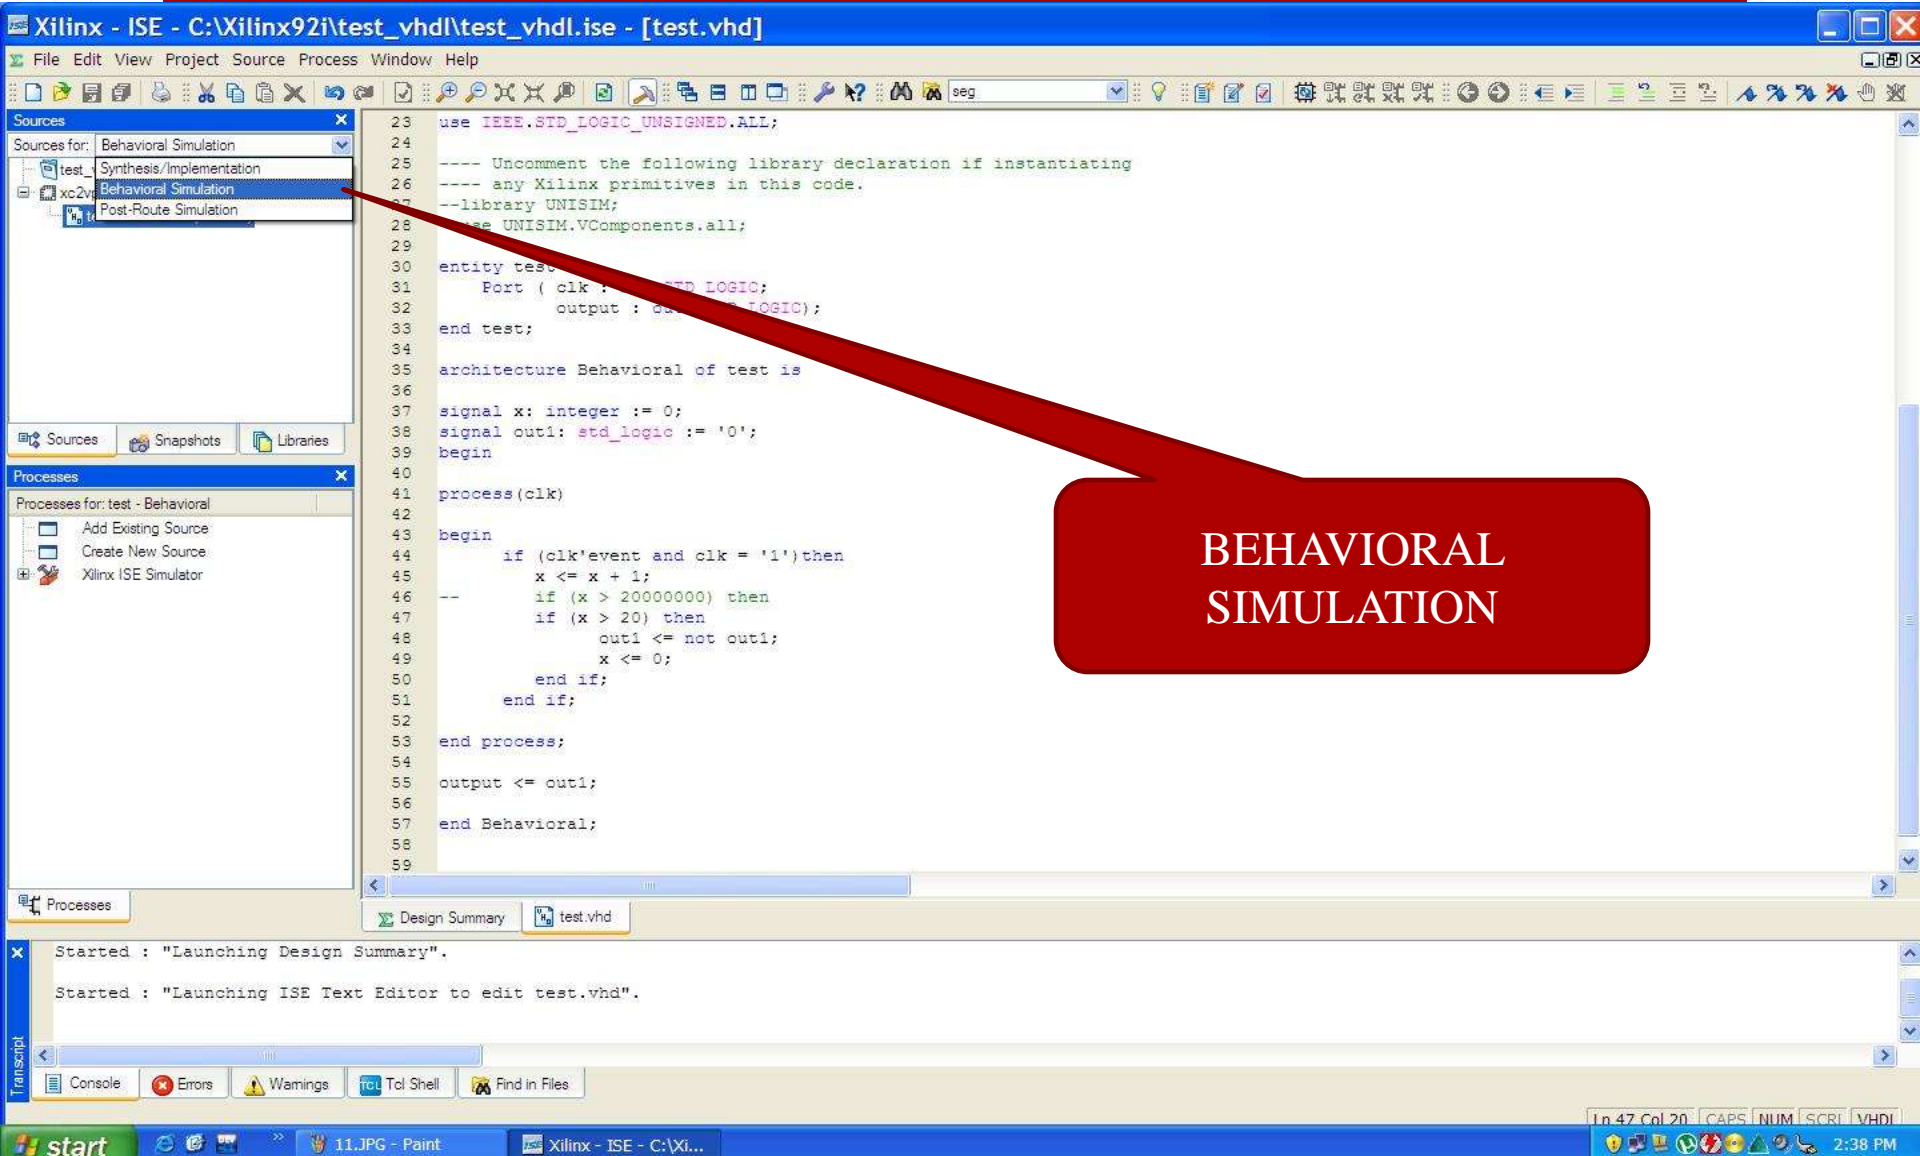 Xilinx - ISE - C:\Xilinx92i\test_vhdl\test_vhdl.ise - [test.vhd]
File Edit View Project Source Process Window Help
seg
Sources
Sources for: Behavioral Simulation
test_
Synthesis/Implementation
Behavioral Simulation
Post-Route Simulation
xc2vp
te
Sources Snapshots Libraries
Processes
Processes for: test - Behavioral
Add Existing Source
Create New Source
Xilinx ISE Simulator
Processes
23 use IEEE.STD_LOGIC_UNSIGNED.ALL;
24
25 ---- Uncomment the following library declaration if instantiating
26 ---- any Xilinx primitives in this code.
27 --library UNISIM;
28 use UNISIM.VComponents.all;
29
30 entity test
31 Port ( clk : STD_LOGIC;
32 output : LOGIC);
33 end test;
34
35 architecture Behavioral of test is
36
37 signal x: integer := 0;
38 signal out1: std_logic := '0';
39 begin
40
41 process(clk)
42
43 begin
44 if (clk'event and clk = '1')then
45 x <= x + 1;
46 -- if (x > 20000000) then
47 if (x > 20) then
48 out1 <= not out1;
49 x <= 0;
50 end if;
51 end if;
52
53 end process;
54
55 output <= out1;
56
57 end Behavioral;
58
59
BEHAVIORAL
SIMULATION
Design Summary test.vhd
Started : "Launching Design Summary".
Started : "Launching ISE Text Editor to edit test.vhd".
Transcript
Console Errors Warnings Tcl Shell Find in Files
Ln 47 Col 20 CAPS NUM SCRL VHDL
start 11.JPG - Paint Xilinx - ISE - C:\Xi... 2:38 PM